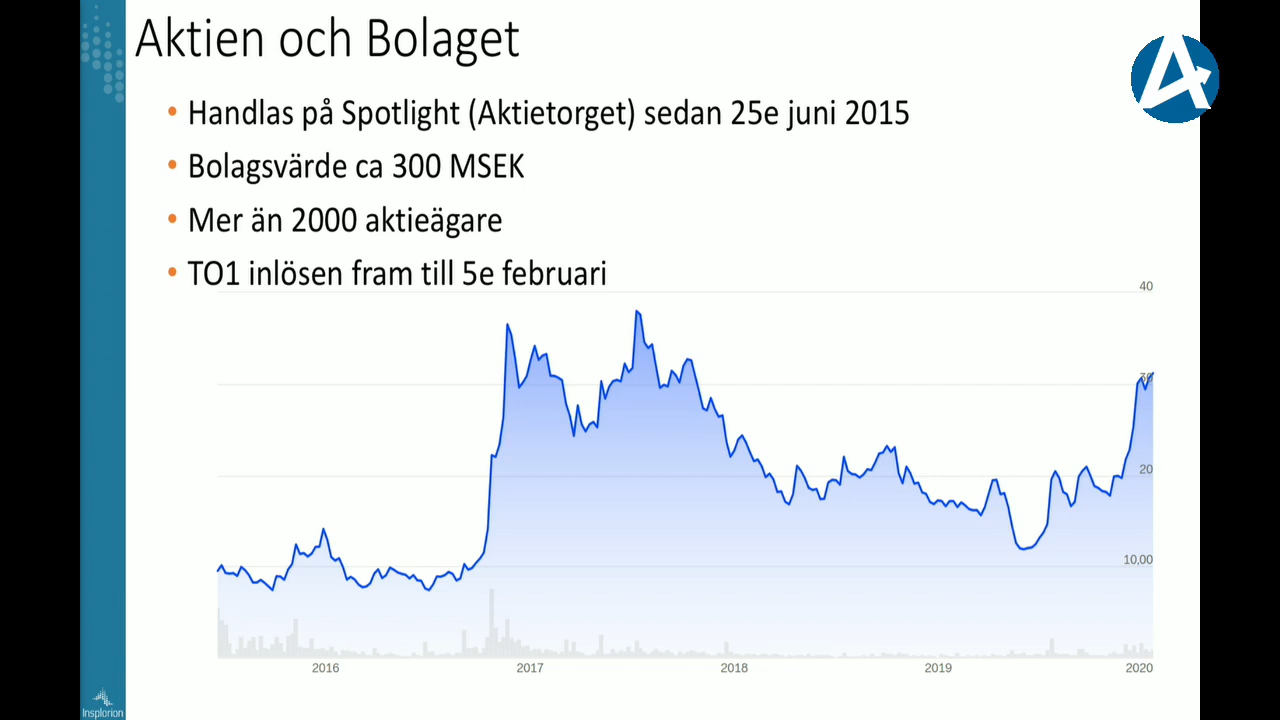 Aktien och Bolaget
• Handlas på Spotlight (Aktietorget) sedan 25e juni 2015
• Bolagsvärde ca 300 MSEK
• Mer än 2000 aktieägare
• TO1 inlösen fram till 5e februari
40
30
20
10,00
2016 2017 2018 2019 2020
Insplorion